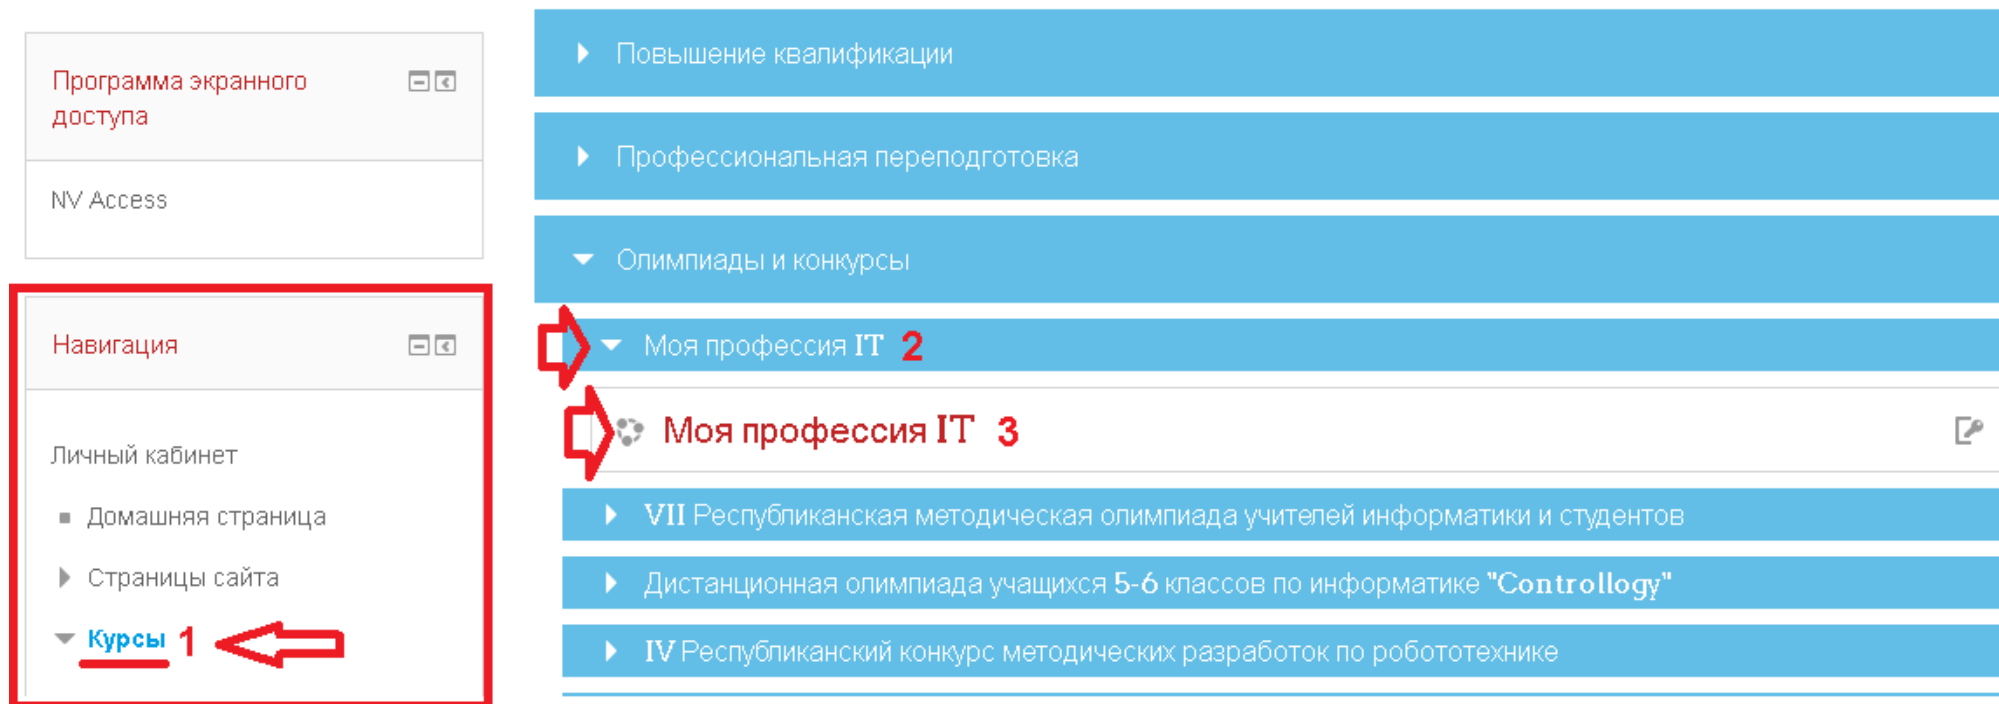 Программа экранного
доступа
NV Access
Навигация
Личный кабинет
Домашняя страница
Страницы сайта
Курсы 1
Повышение квалификации
Профессиональная переподготовка
Олимпиады и конкурсы
Моя профессия IT 2
Моя профессия IT 3
VII Республиканская методическая олимпиада учителей информатики и студентов
Дистанционная олимпиада учащихся 5-6 классов по информатике "Controllogy"
IV Республиканский конкурс методических разработок по робототехнике